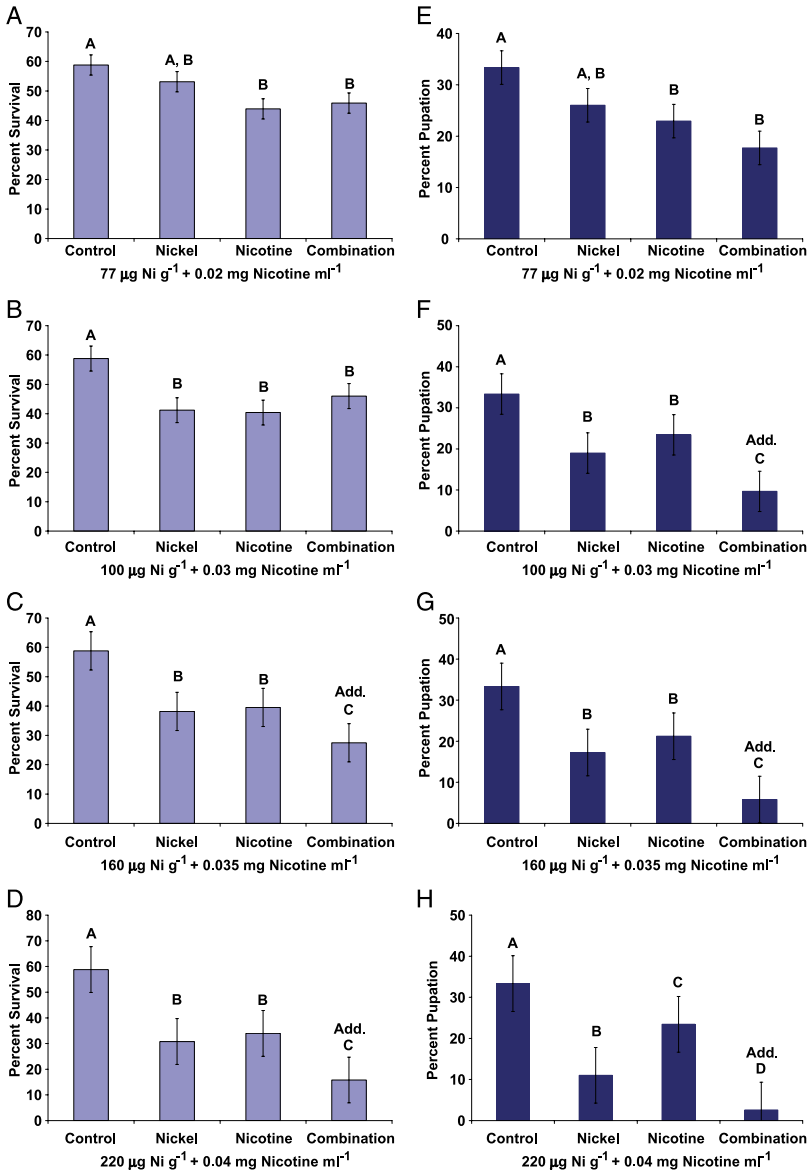 A
Percent Survival
70
60
50
40
30
20
10
0
A
A, B
B
B
Control Nickel Nicotine Combination
77 µg Ni g⁻¹ + 0.02 mg Nicotine ml⁻¹
E
Percent Pupation
40
30
20
10
0
A
A, B
B
B
Control Nickel Nicotine Combination
77 µg Ni g⁻¹ + 0.02 mg Nicotine ml⁻¹
B
Percent Survival
70
60
50
40
30
20
10
0
A
B
B
B
Control Nickel Nicotine Combination
100 µg Ni g⁻¹ + 0.03 mg Nicotine ml⁻¹
F
Percent Pupation
50
40
30
20
10
0
A
B
B
Add.
C
Control Nickel Nicotine Combination
100 µg Ni g⁻¹ + 0.03 mg Nicotine ml⁻¹
C
Percent Survival
70
60
50
40
30
20
10
0
A
B
B
Add.
C
Control Nickel Nicotine Combination
160 µg Ni g⁻¹ + 0.035 mg Nicotine ml⁻¹
G
Percent Pupation
50
40
30
20
10
0
A
B
B
Add.
C
Control Nickel Nicotine Combination
160 µg Ni g⁻¹ + 0.035 mg Nicotine ml⁻¹
D
Percent Survival
80
70
60
50
40
30
20
10
0
A
B
B
Add.
C
Control Nickel Nicotine Combination
220 µg Ni g⁻¹ + 0.04 mg Nicotine ml⁻¹
H
Percent Pupation
50
40
30
20
10
0
A
B
C
Add.
D
Control Nickel Nicotine Combination
220 µg Ni g⁻¹ + 0.04 mg Nicotine ml⁻¹